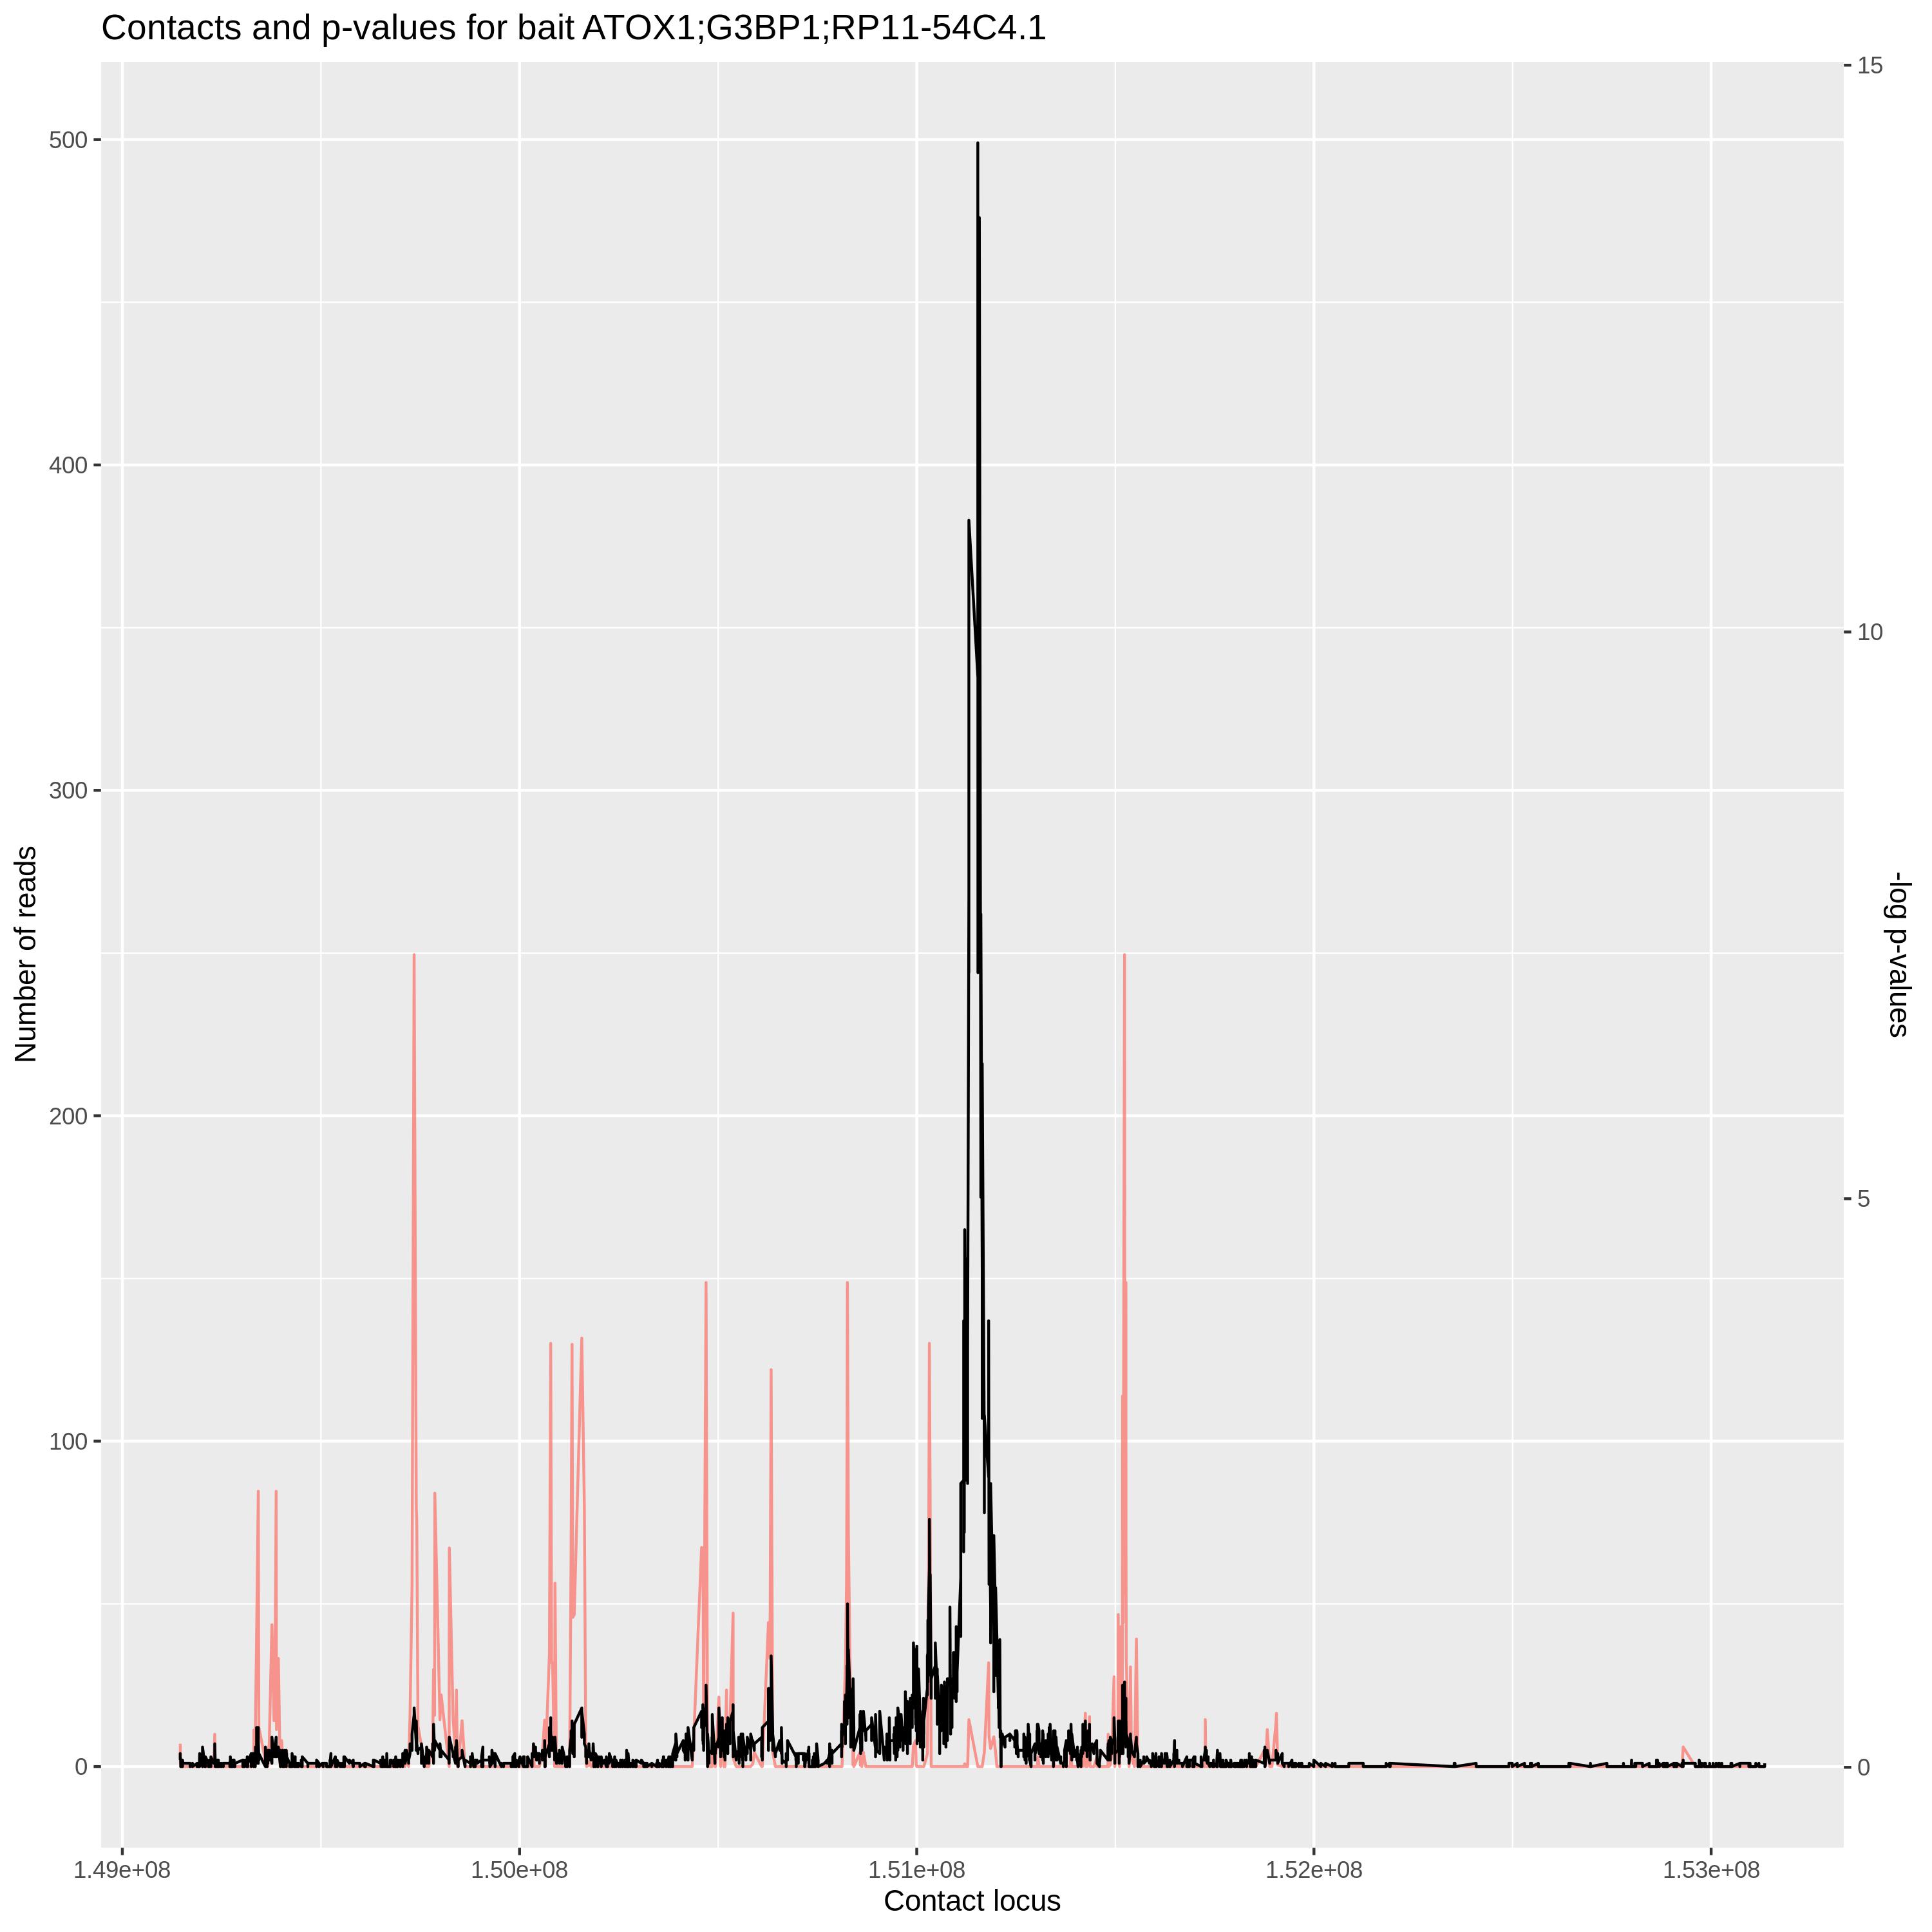 Contacts and p-values for bait ATOX1;G3BP1;RP11-54C4.1
15
500
400
10
300
Number of reads
-log p-values
200
5
100
0
0
1.49e+08
1.50e+08
1.51e+08
1.52e+08
1.53e+08
Contact locus